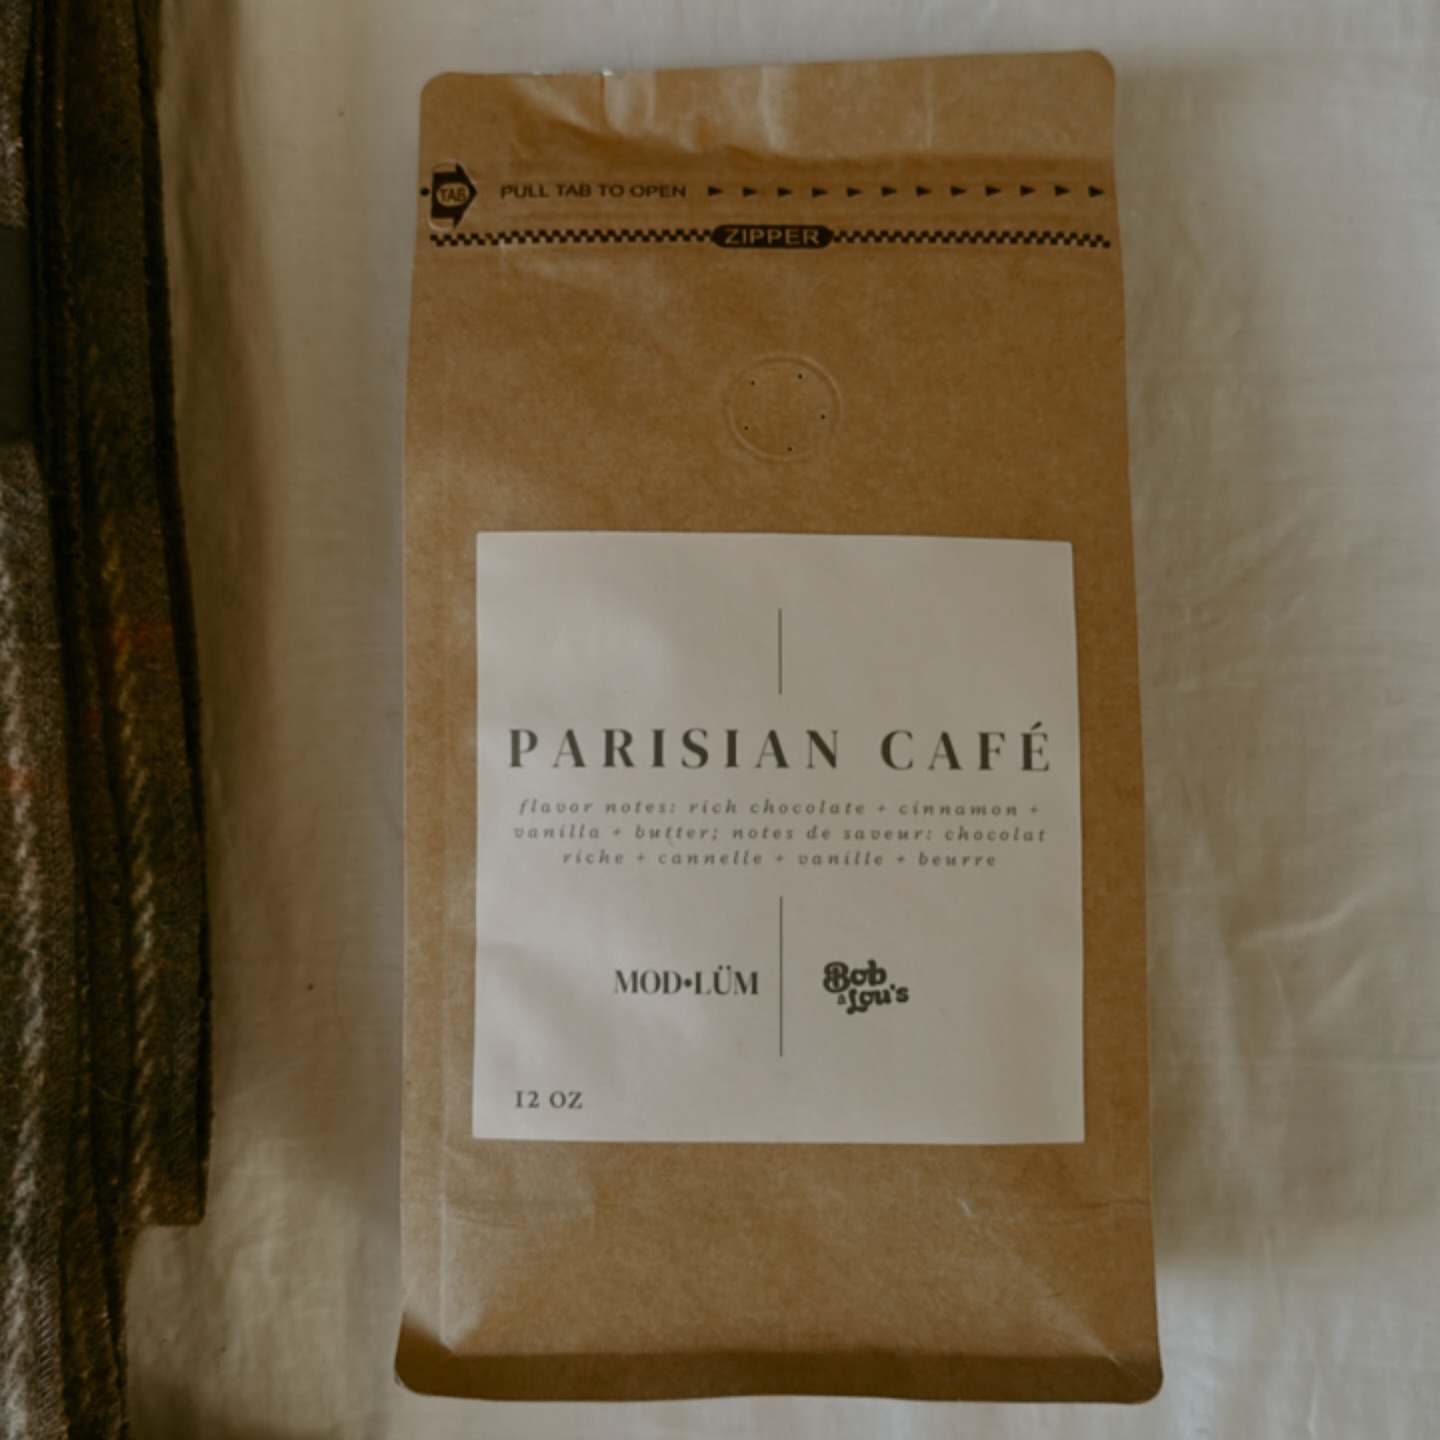 TAB PULL TAB TO OPEN
ZIPPER
PARISIAN CAFÉ
flavor notes: rich chocolate + cinnamon +
vanilla + butter; notes de saveur: chocolat
riche + cannelle + vanille + beurre
MOD•LÜM
Bob
& Lou's
12 OZ